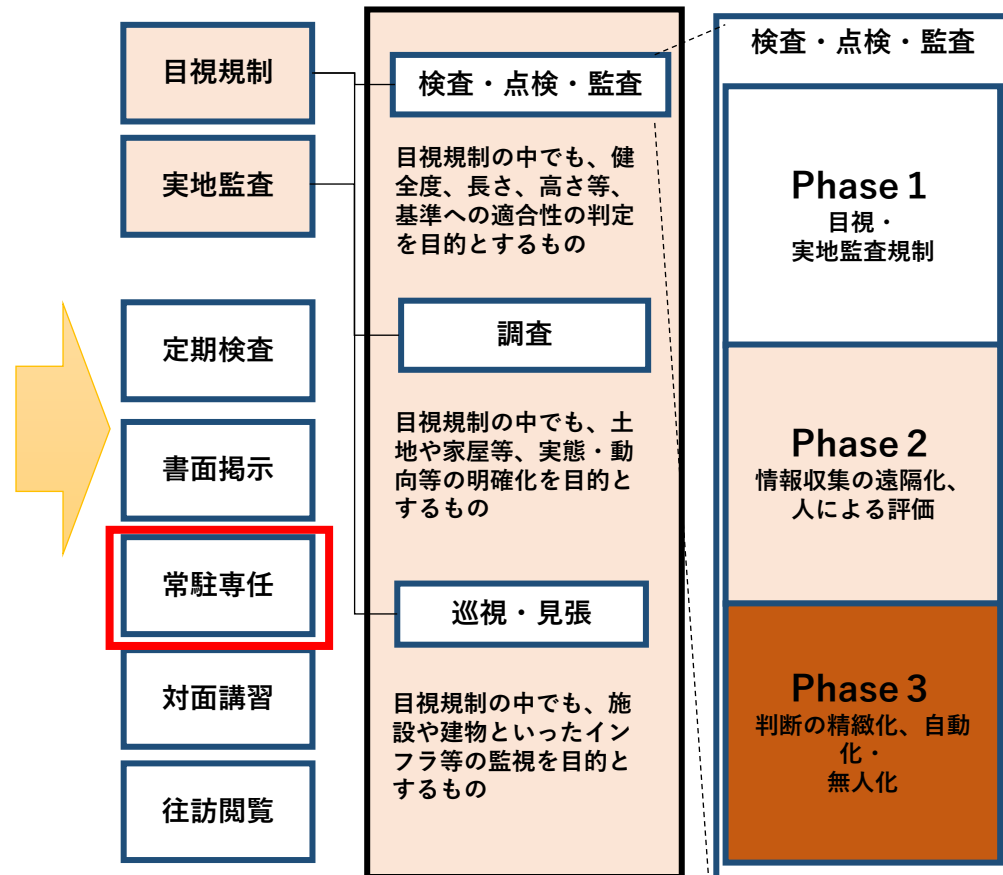 目視規制
実地監査
定期検査
書面掲示
常駐専任
対面講習
往訪閲覧
検査・点検・監査
目視規制の中でも、健
全度、長さ、高さ等、
基準への適合性の判定
を目的とするもの
調査
目視規制の中でも、土
地や家屋等、実態・動
向等の明確化を目的と
するもの
巡視・見張
目視規制の中でも、施
設や建物といったイン
フラ等の監視を目的と
するもの
検査・点検・監査
Phase 1
目視・
実地監査規制
Phase 2
情報収集の遠隔化、
人による評価
Phase 3
判断の精緻化、自動
化・
無人化